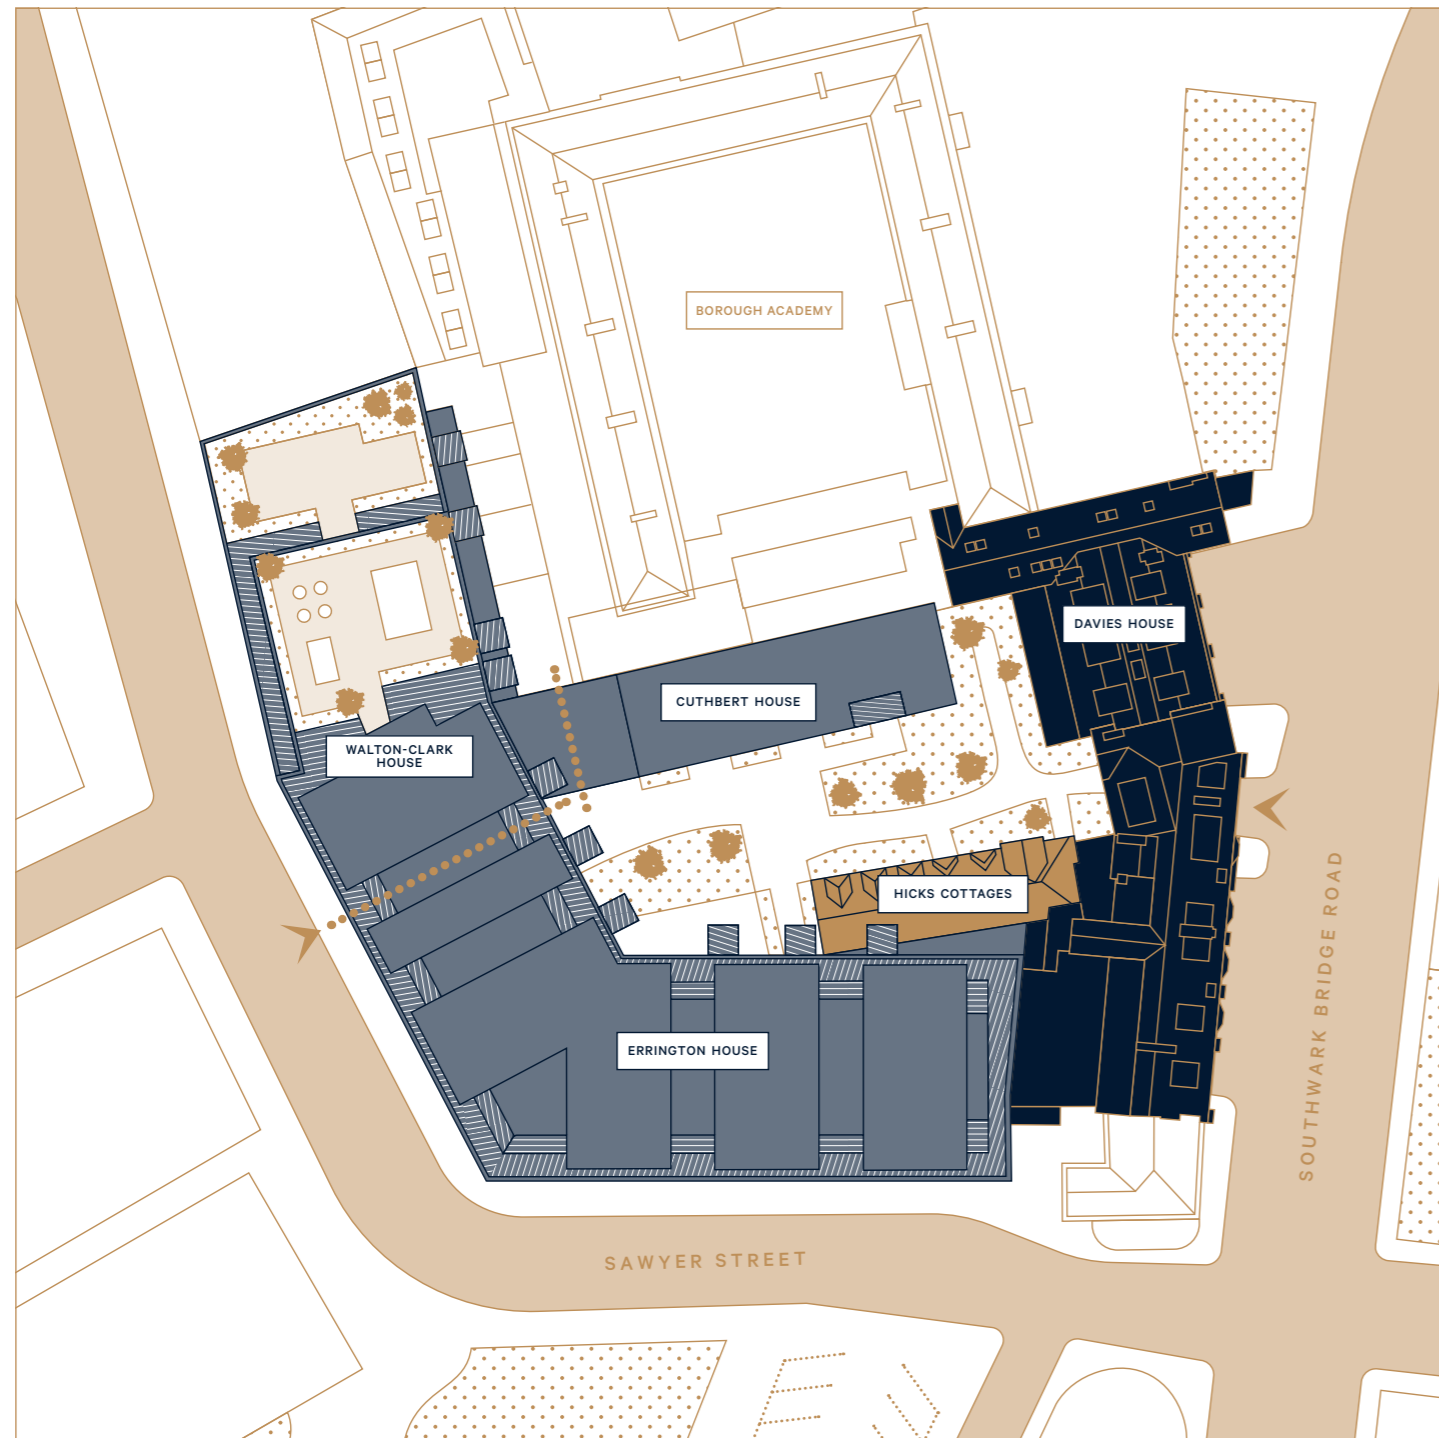 BOROUGH ACADEMY
DAVIES HOUSE
CUTHBERT HOUSE
WALTON-CLARK
HOUSE
HICKS COTTAGES
ERRINGTON HOUSE
SOUTHWARK BRIDGE ROAD
SAWYER STREET